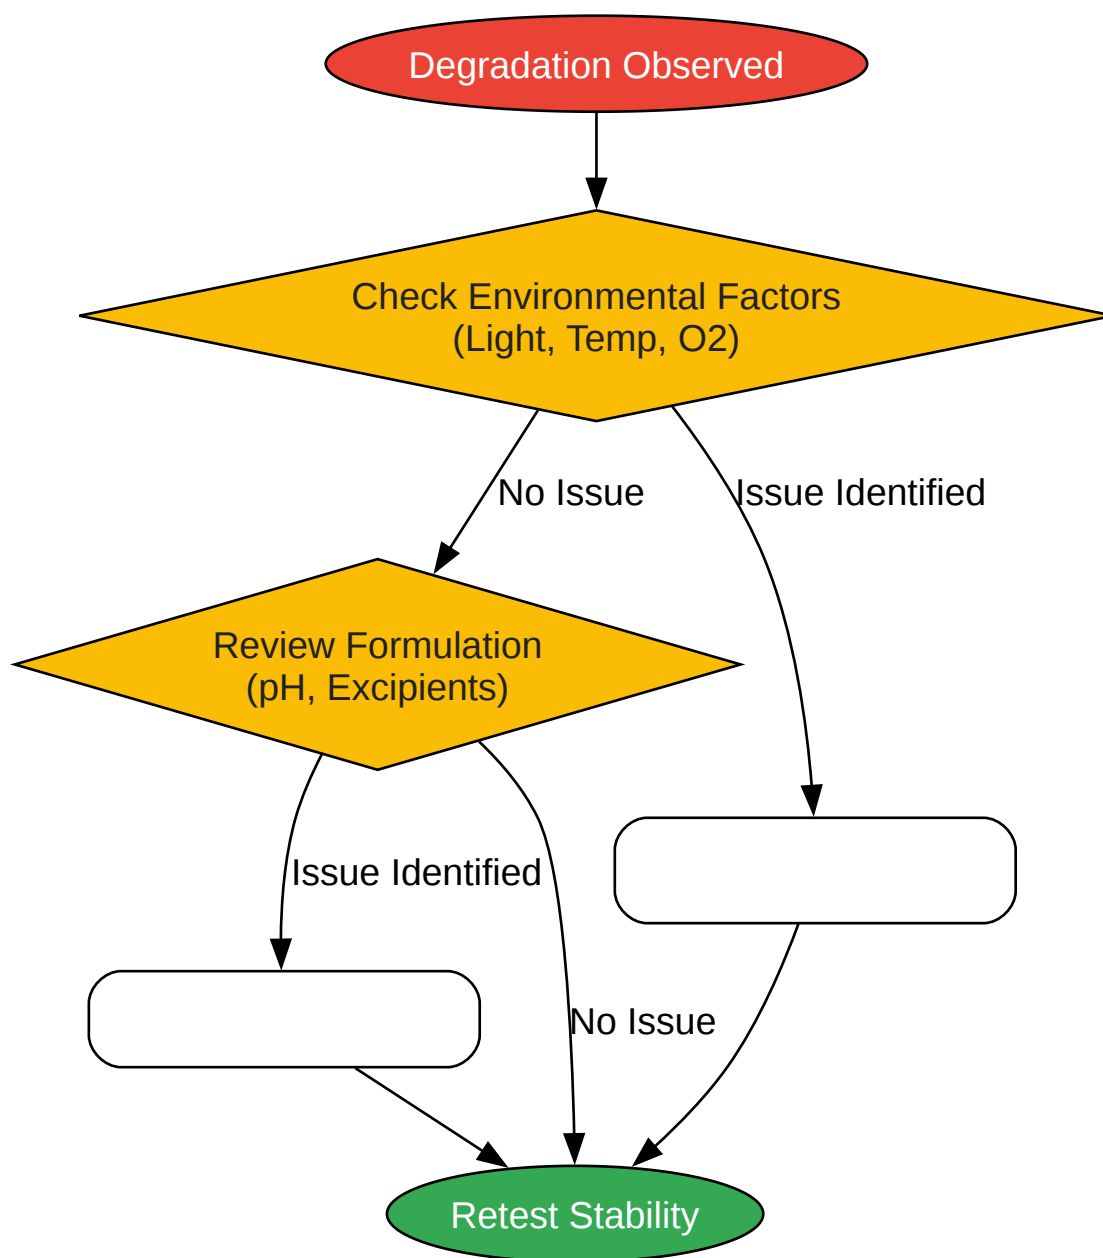 Degradation Observed
Check Environmental Factors
(Light, Temp, O2)
No Issue
Issue Identified
Review Formulation
(pH, Excipients)
Issue Identified
No Issue
Retest Stability